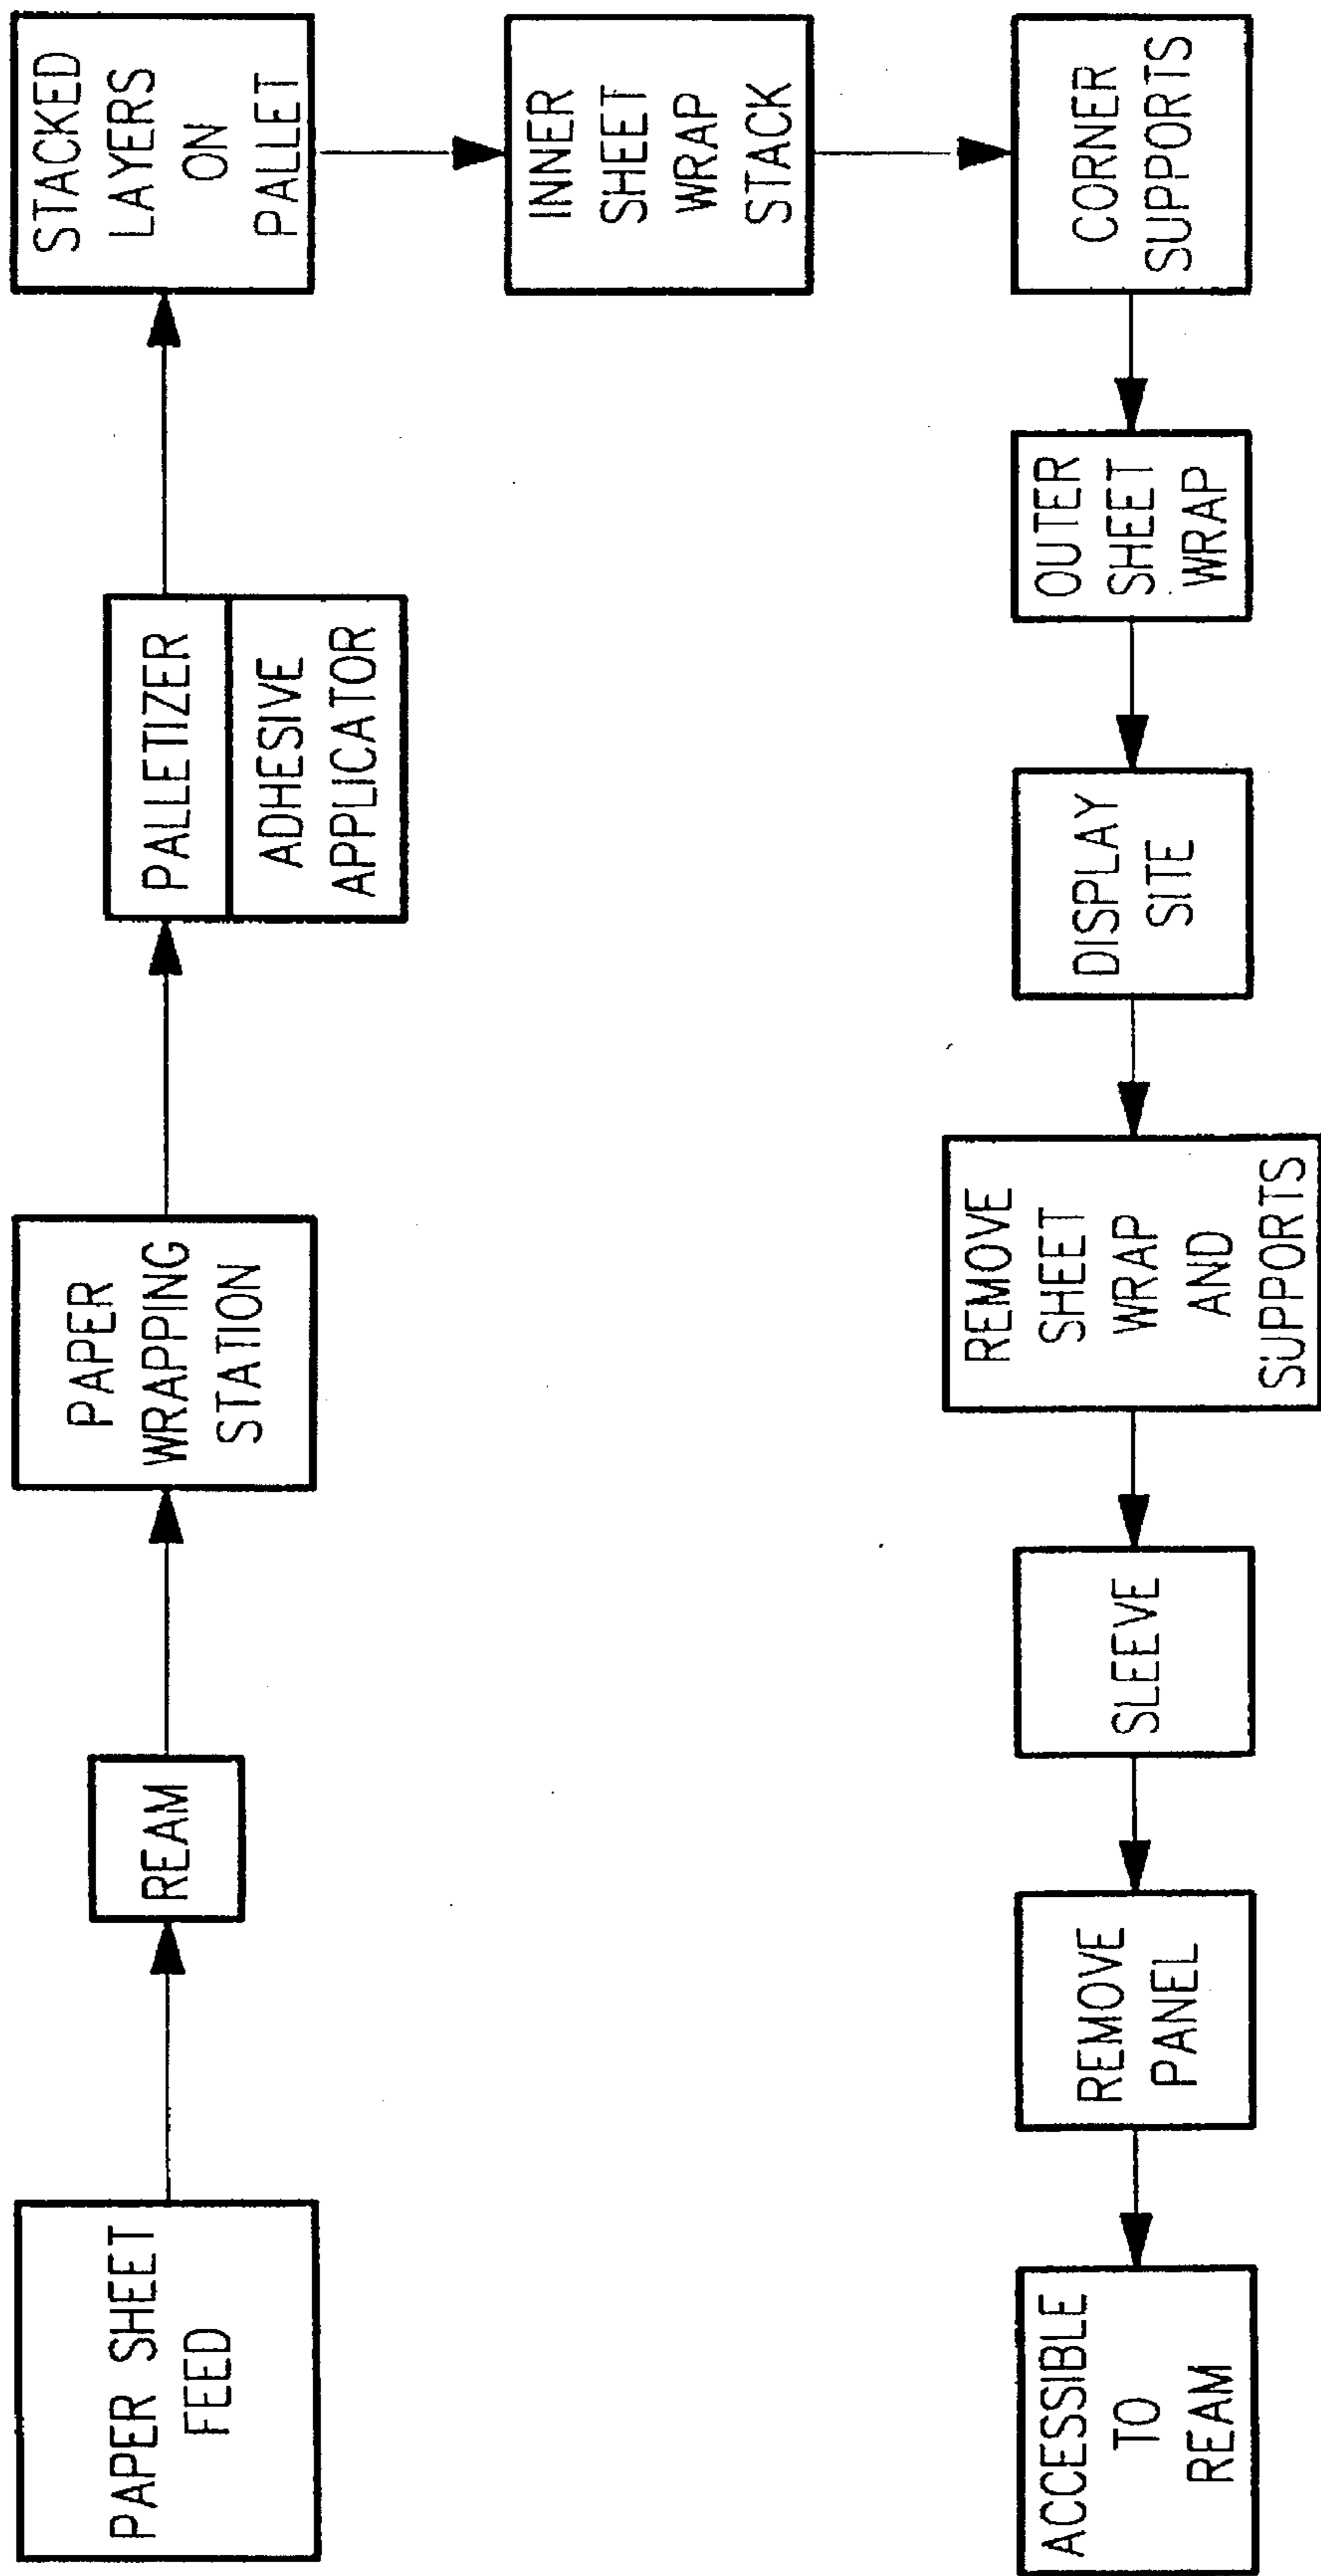 PAPER SHEET
FEED
REAM
PAPER
WRAPPING
STATION
PALLETIZER
ADHESIVE
APPLICATOR
STACKED
LAYERS
ON
PALLET
INNER
SHEET
WRAP
STACK
CORNER
SUPPORTS
OUTER
SHEET
WRAP
DISPLAY
SITE
REMOVE
SHEET
WRAP
AND
SUPPORTS
SLEEVE
REMOVE
PANEL
ACCESSIBLE
TO
REAM